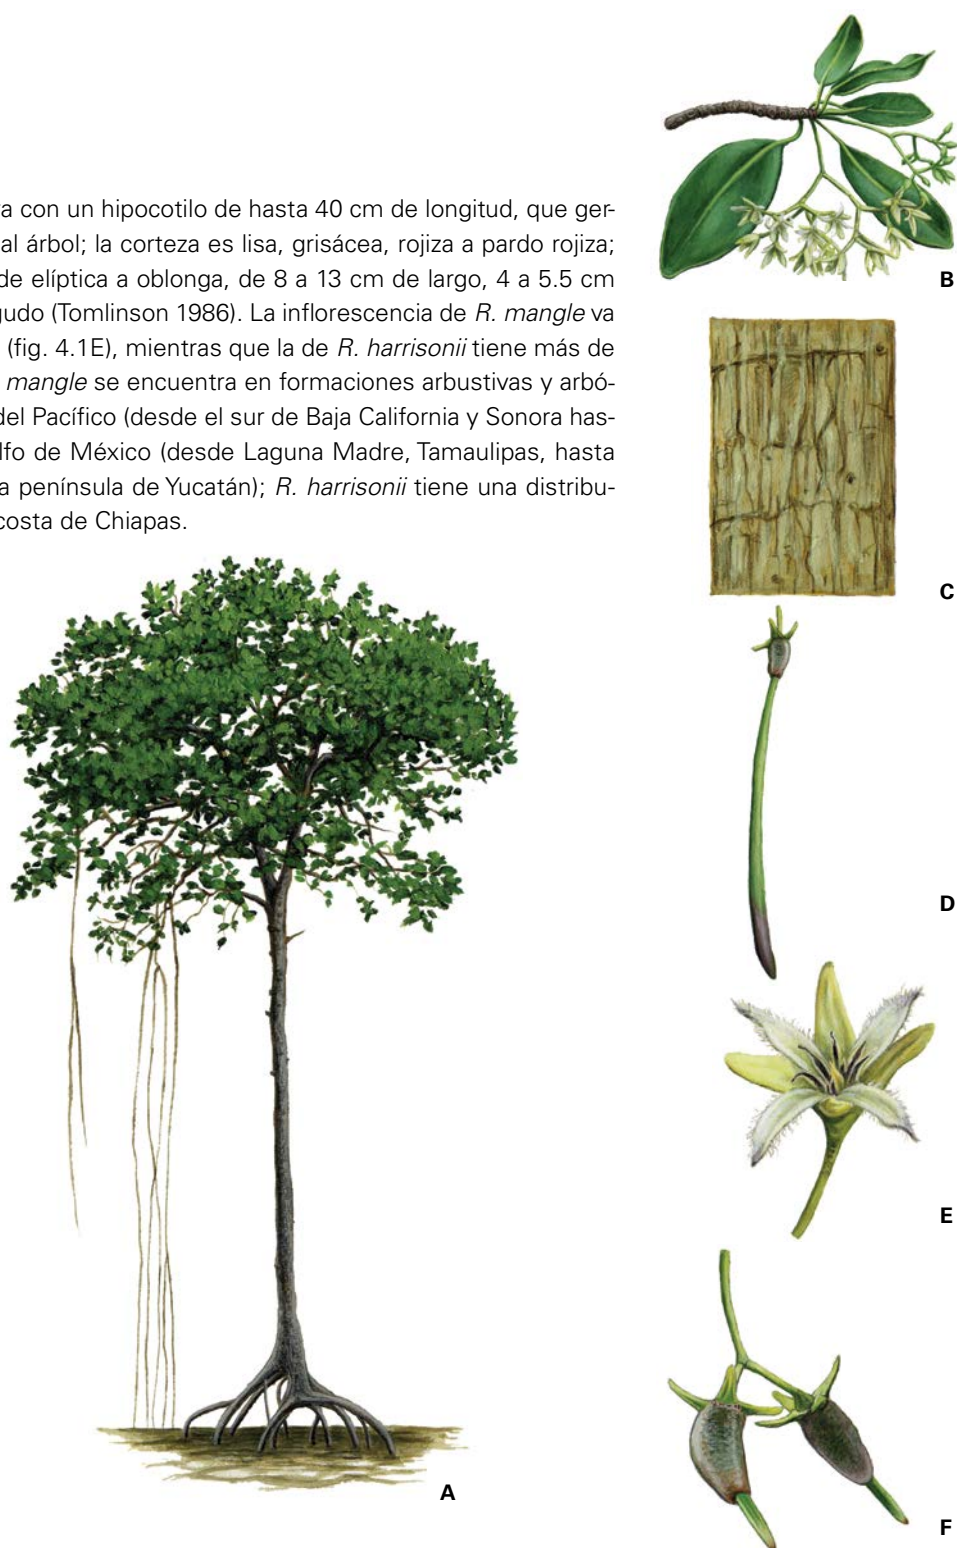 a con un hipocotilo de hasta 40 cm de longitud, que ger-
al árbol; la corteza es lisa, grisácea, rojiza a pardo rojiza;
de elíptica a oblonga, de 8 a 13 cm de largo, 4 a 5.5 cm
gudo (Tomlinson 1986). La inflorescencia de R. mangle va
(fig. 4.1E), mientras que la de R. harrisonii tiene más de
mangle se encuentra en formaciones arbustivas y arbó-
del Pacífico (desde el sur de Baja California y Sonora has-
lfo de México (desde Laguna Madre, Tamaulipas, hasta
a península de Yucatán); R. harrisonii tiene una distribu-
costa de Chiapas.
B
C
D
E
A
F